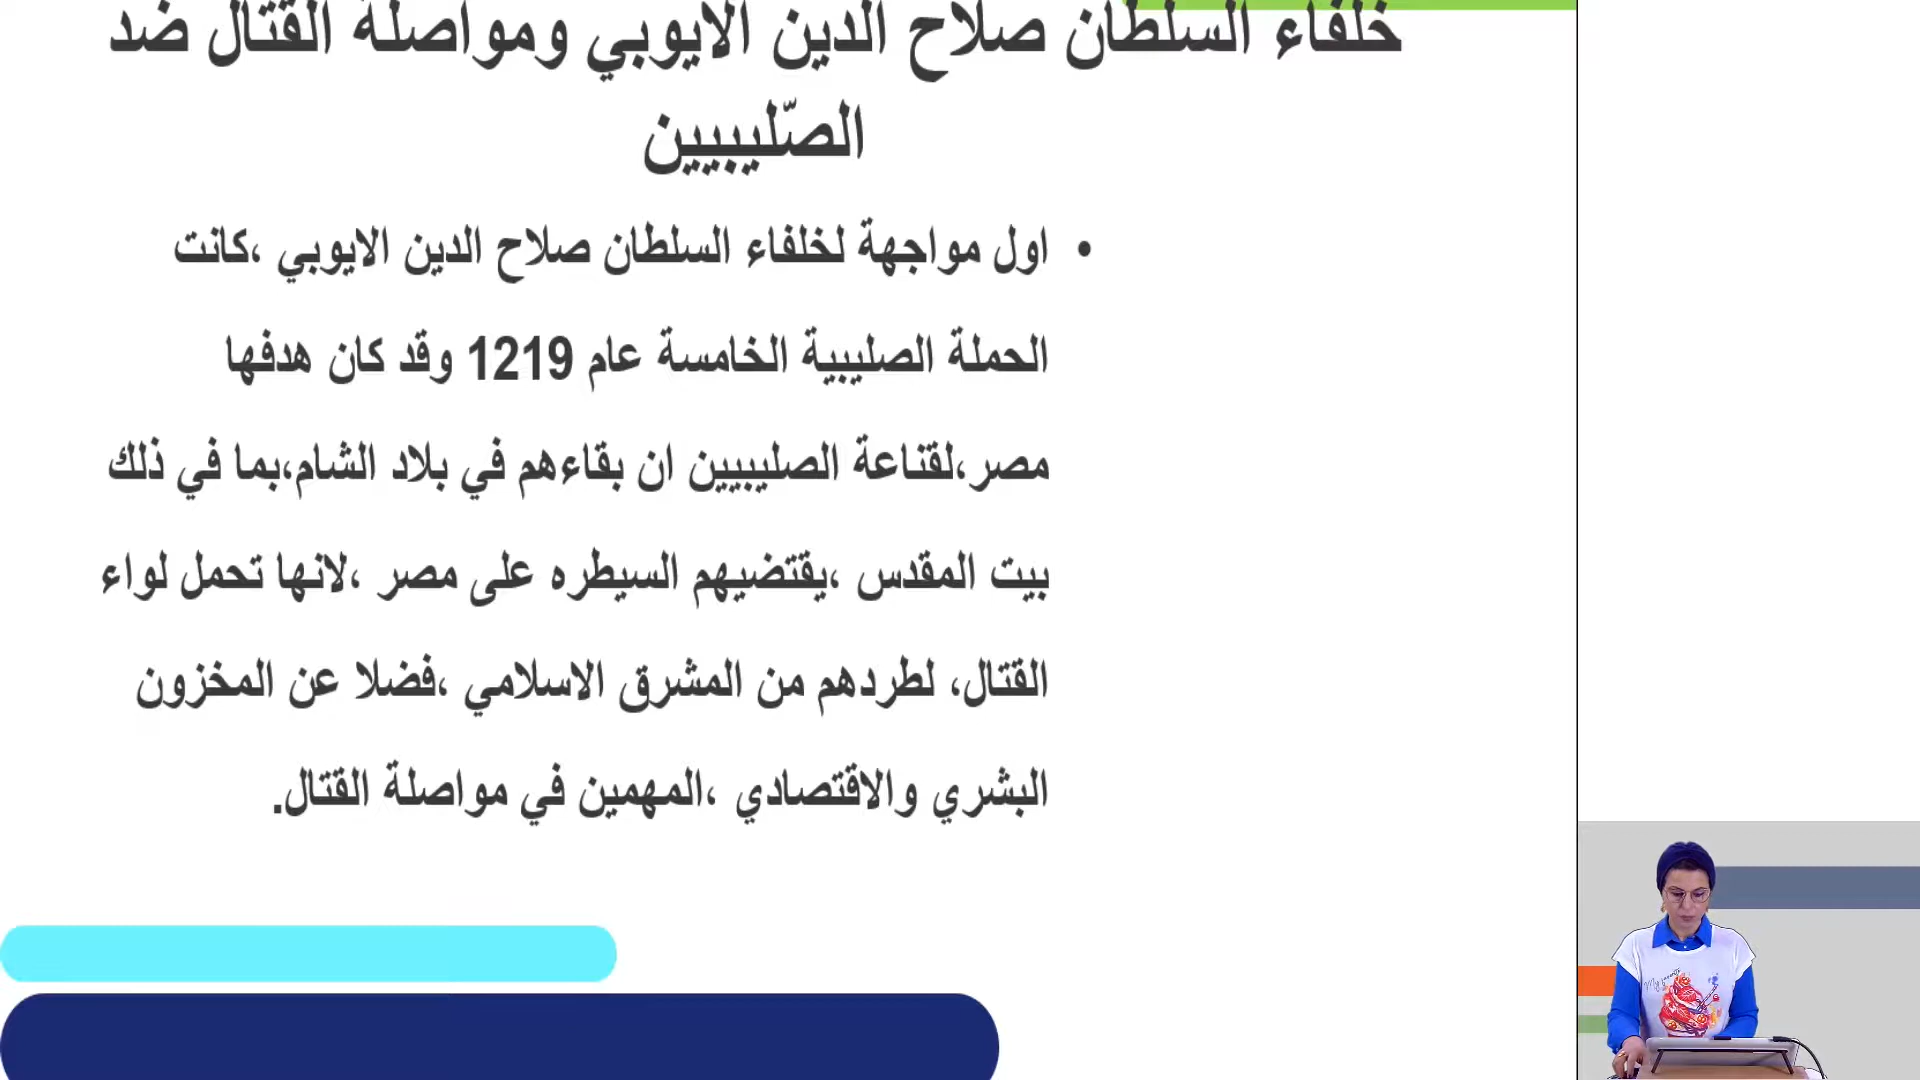 خلفاء السلطان صلاح الدين الايوبي ومواصلة القتال ضد
الصّليبيين
• اول مواجهة لخلفاء السلطان صلاح الدين الايوبي ،كانت
الحملة الصليبية الخامسة عام 1219 وقد كان هدفها
مصر،لقناعة الصليبيين ان بقاءهم في بلاد الشام،بما في ذلك
بيت المقدس ،يقتضيهم السيطره على مصر ،لانها تحمل لواء
القتال، لطردهم من المشرق الاسلامي ،فضلا عن المخزون
البشري والاقتصادي ،المهمين في مواصلة القتال.